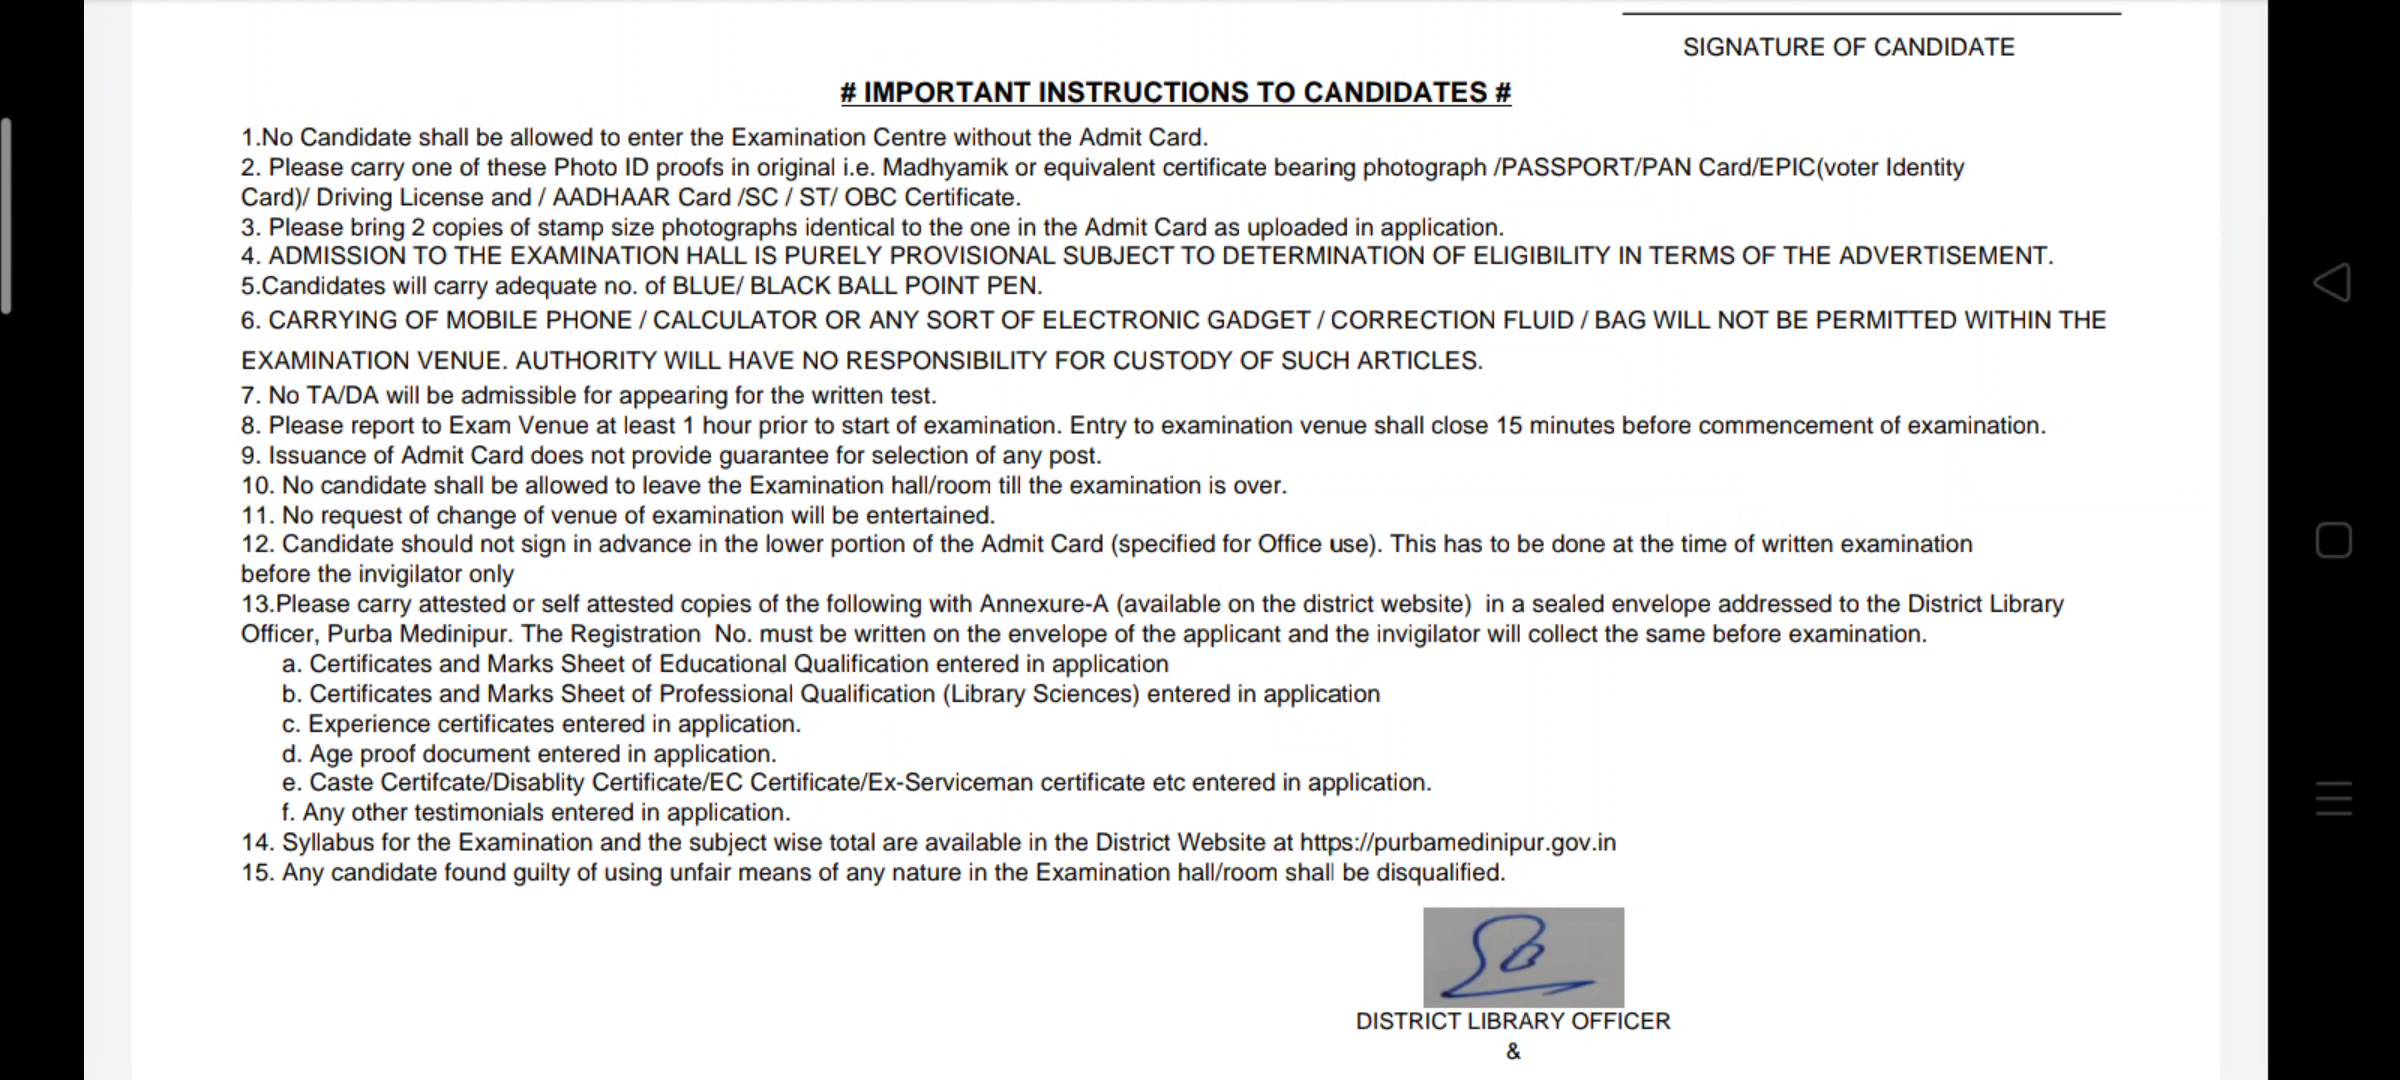 SIGNATURE OF CANDIDATE
# IMPORTANT INSTRUCTIONS TO CANDIDATES #
1.No Candidate shall be allowed to enter the Examination Centre without the Admit Card.
2. Please carry one of these Photo ID proofs in original i.e. Madhyamik or equivalent certificate bearing photograph /PASSPORT/PAN Card/EPIC(voter Identity
Card)/ Driving License and / AADHAAR Card /SC / ST/ OBC Certificate.
3. Please bring 2 copies of stamp size photographs identical to the one in the Admit Card as uploaded in application.
4. ADMISSION TO THE EXAMINATION HALL IS PURELY PROVISIONAL SUBJECT TO DETERMINATION OF ELIGIBILITY IN TERMS OF THE ADVERTISEMENT.
5.Candidates will carry adequate no. of BLUE/ BLACK BALL POINT PEN.
6. CARRYING OF MOBILE PHONE / CALCULATOR OR ANY SORT OF ELECTRONIC GADGET / CORRECTION FLUID / BAG WILL NOT BE PERMITTED WITHIN THE
EXAMINATION VENUE. AUTHORITY WILL HAVE NO RESPONSIBILITY FOR CUSTODY OF SUCH ARTICLES.
7. No TA/DA will be admissible for appearing for the written test.
8. Please report to Exam Venue at least 1 hour prior to start of examination. Entry to examination venue shall close 15 minutes before commencement of examination.
9. Issuance of Admit Card does not provide guarantee for selection of any post.
10. No candidate shall be allowed to leave the Examination hall/room till the examination is over.
11. No request of change of venue of examination will be entertained.
12. Candidate should not sign in advance in the lower portion of the Admit Card (specified for Office use). This has to be done at the time of written examination
before the invigilator only
13.Please carry attested or self attested copies of the following with Annexure-A (available on the district website) in a sealed envelope addressed to the District Library
Officer, Purba Medinipur. The Registration No. must be written on the envelope of the applicant and the invigilator will collect the same before examination.
a. Certificates and Marks Sheet of Educational Qualification entered in application
b. Certificates and Marks Sheet of Professional Qualification (Library Sciences) entered in application
c. Experience certificates entered in application.
d. Age proof document entered in application.
e. Caste Certifcate/Disablity Certificate/EC Certificate/Ex-Serviceman certificate etc entered in application.
f. Any other testimonials entered in application.
14. Syllabus for the Examination and the subject wise total are available in the District Website at https://purbamedinipur.gov.in
15. Any candidate found guilty of using unfair means of any nature in the Examination hall/room shall be disqualified.
DISTRICT LIBRARY OFFICER
&